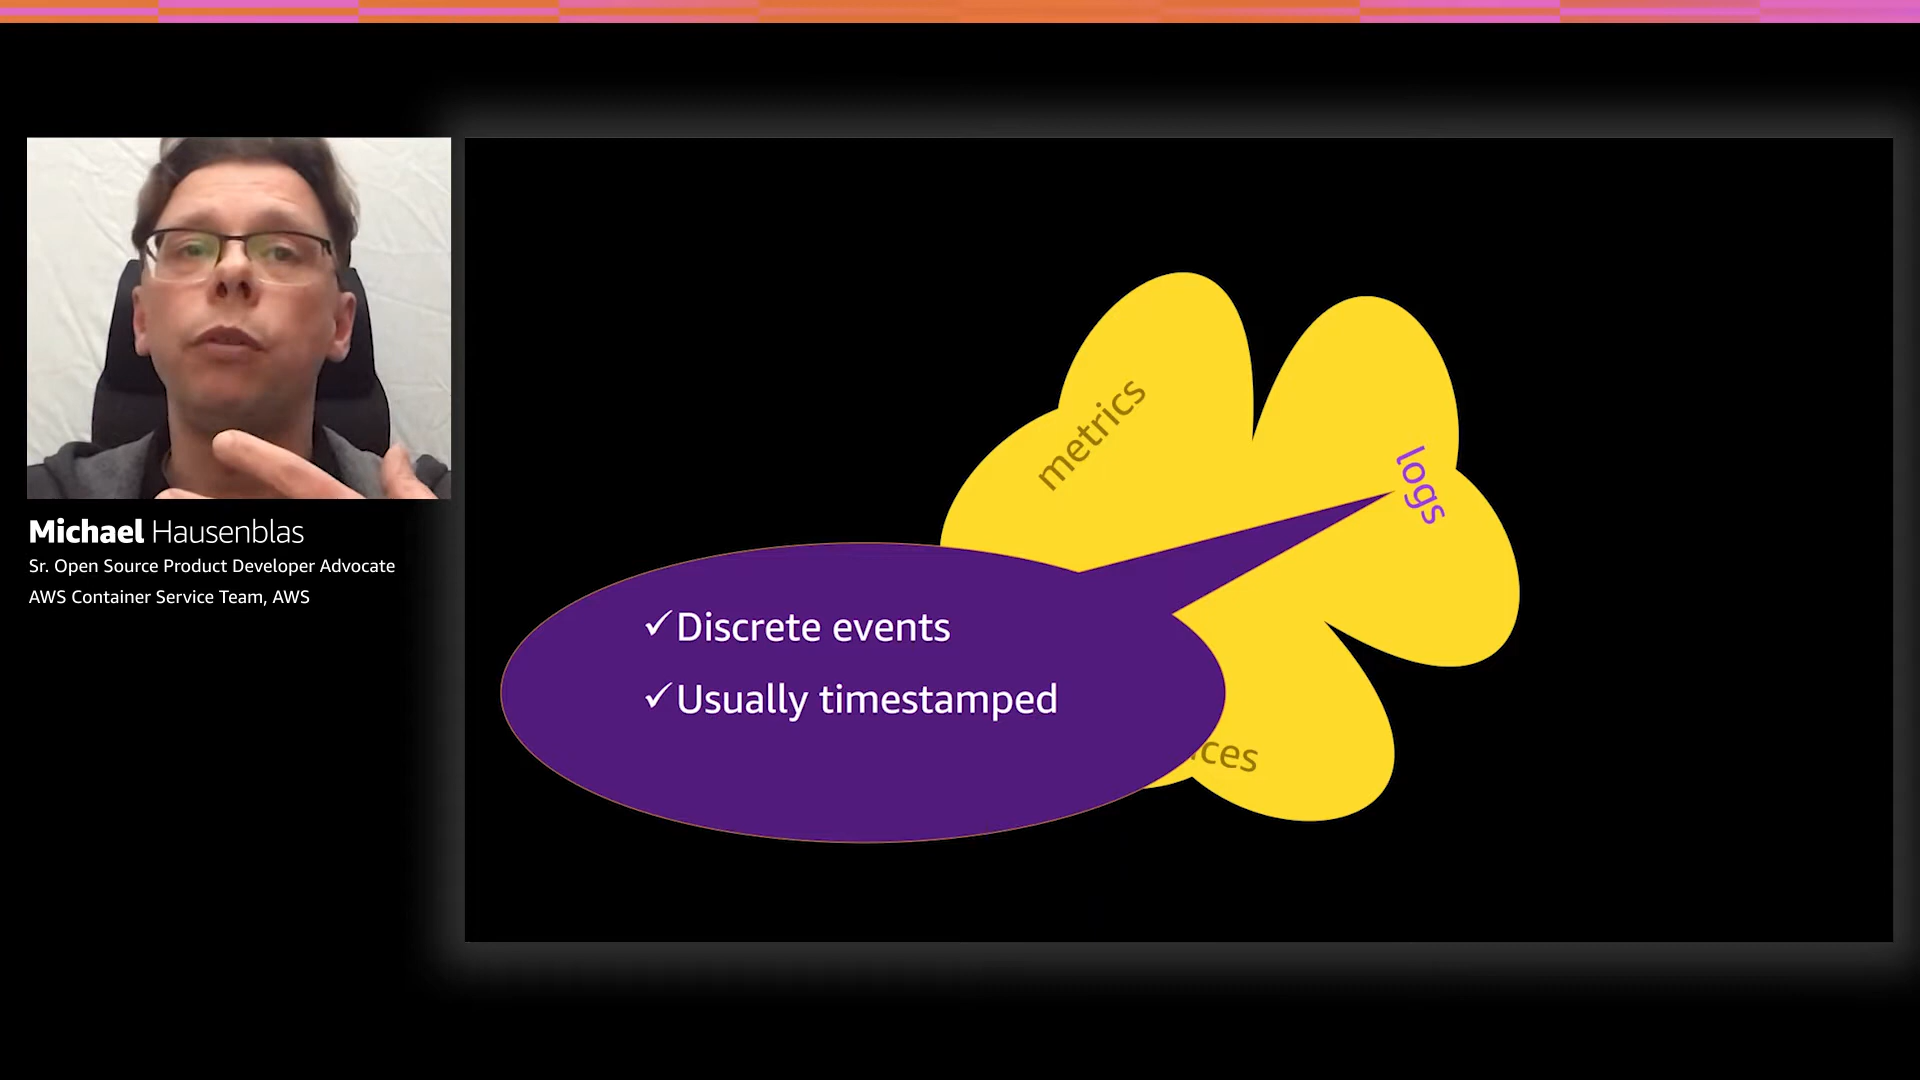 Michael Hausenblas
Sr. Open Source Product Developer Advocate
AWS Container Service Team, AWS
metrics
logs
✓Discrete events
✓Usually timestamped